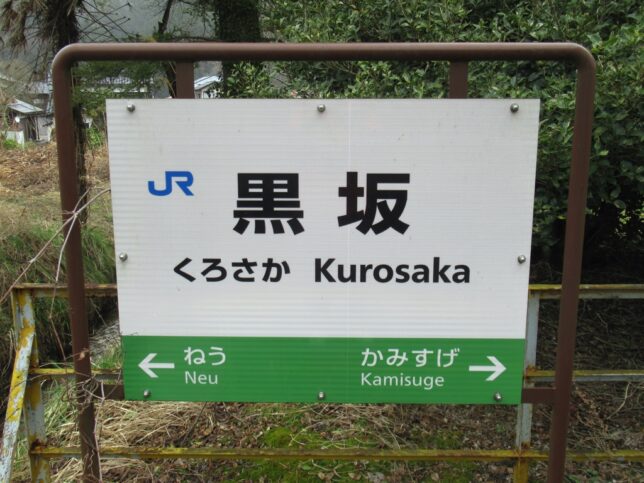 JR 黒坂
くろさか Kurosaka
← ねう かみすげ →
Neu Kamisuge